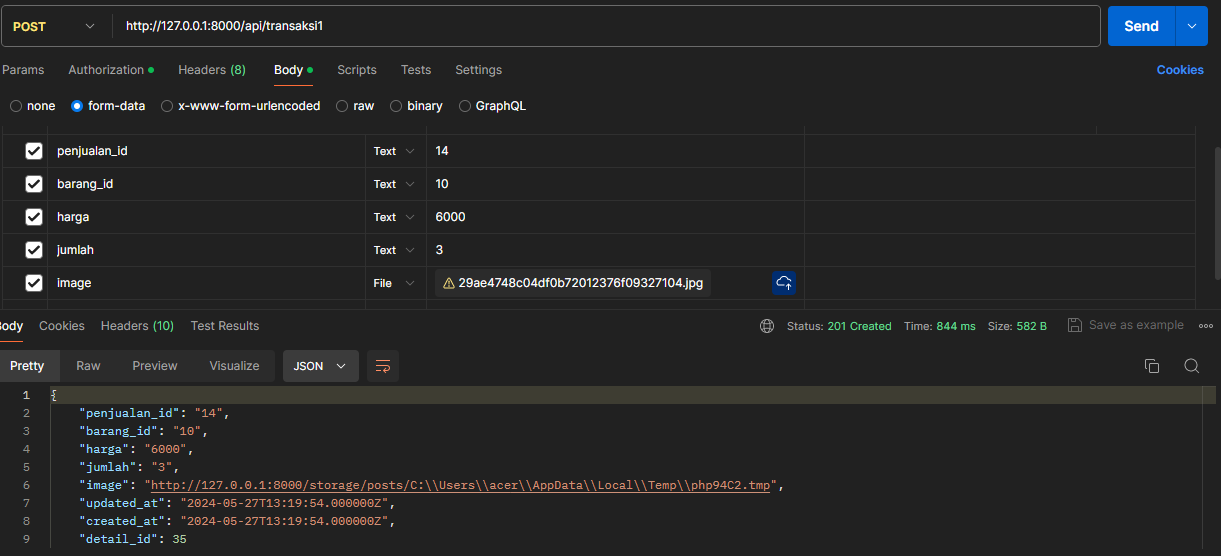 POST http://127.0.0.1:8000/api/transaksi1 Send
Params Authorization Headers (8) Body Scripts Tests Settings Cookies
none form-data x-www-form-urlencoded raw binary GraphQL
penjualan_id Text 14
barang_id Text 10
harga Text 6000
jumlah Text 3
image File 29ae4748c04df0b72012376f09327104.jpg
Body Cookies Headers (10) Test Results Status: 201 Created Time: 844 ms Size: 582 B Save as example
Pretty Raw Preview Visualize JSON
1 {
2 "penjualan_id": "14",
3 "barang_id": "10",
4 "harga": "6000",
5 "jumlah": "3",
6 "image": "http://127.0.0.1:8000/storage/posts/C:\\Users\\acer\\AppData\\Local\\Temp\\php94C2.tmp",
7 "updated_at": "2024-05-27T13:19:54.000000Z",
8 "created_at": "2024-05-27T13:19:54.000000Z",
9 "detail_id": 35